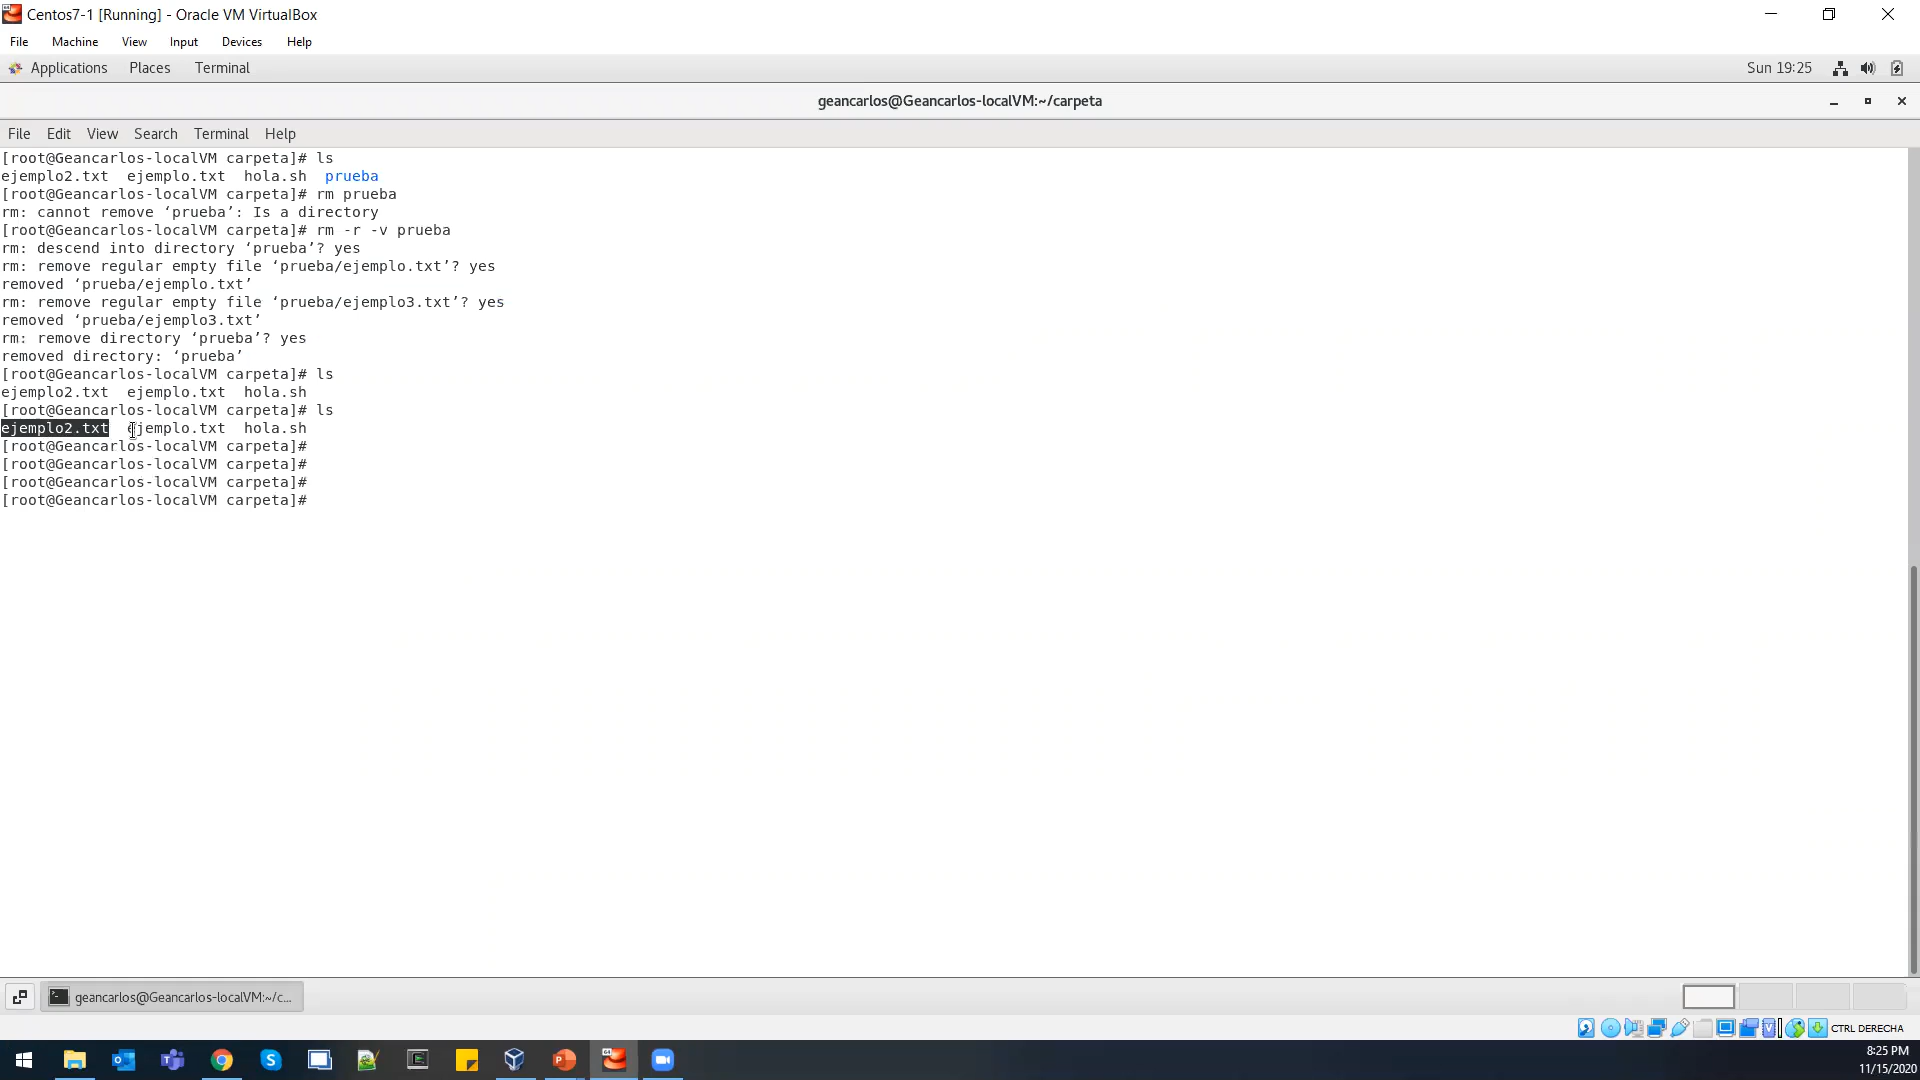 Centos7-1 [Running] - Oracle VM VirtualBox
File Machine View Input Devices Help
Applications Places Terminal Sun 19:25
geancarlos@Geancarlos-localVM:~/carpeta
File Edit View Search Terminal Help
[root@Geancarlos-localVM carpeta]# ls
ejemplo2.txt ejemplo.txt hola.sh prueba
[root@Geancarlos-localVM carpeta]# rm prueba
rm: cannot remove ‘prueba’: Is a directory
[root@Geancarlos-localVM carpeta]# rm -r -v prueba
rm: descend into directory ‘prueba’? yes
rm: remove regular empty file ‘prueba/ejemplo.txt’? yes
removed ‘prueba/ejemplo.txt’
rm: remove regular empty file ‘prueba/ejemplo3.txt’? yes
removed ‘prueba/ejemplo3.txt’
rm: remove directory ‘prueba’? yes
removed directory: ‘prueba’
[root@Geancarlos-localVM carpeta]# ls
ejemplo2.txt ejemplo.txt hola.sh
[root@Geancarlos-localVM carpeta]# ls
ejemplo2.txt ejemplo.txt hola.sh
[root@Geancarlos-localVM carpeta]#
[root@Geancarlos-localVM carpeta]#
[root@Geancarlos-localVM carpeta]#
[root@Geancarlos-localVM carpeta]#
geancarlos@Geancarlos-localVM:~/c...
CTRL DERECHA
8:25 PM
11/15/2020